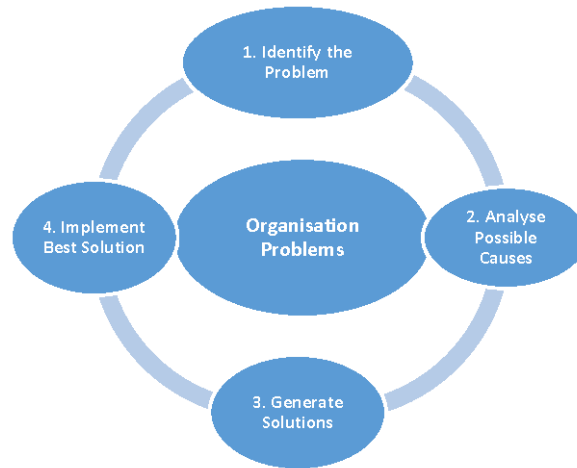 1. Identify the
Problem
4. Implement
Best Solution
Organisation
Problems
2. Analyse
Possible
Causes
3. Generate
Solutions